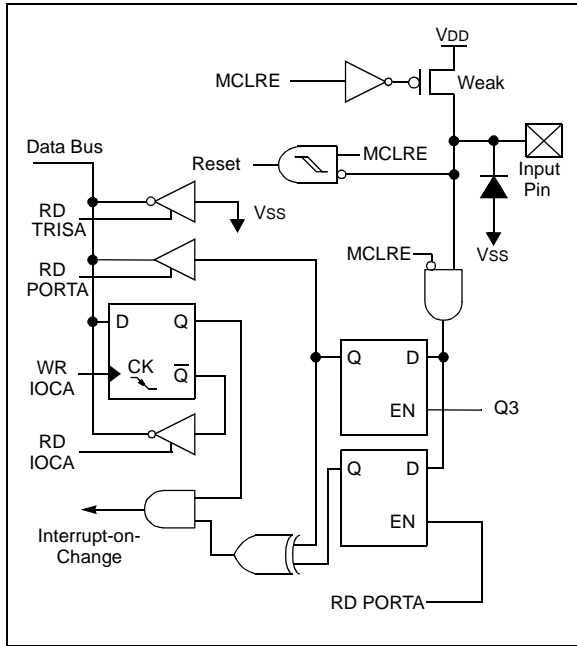 VDD
MCLRE
Weak
Data Bus
Reset
MCLRE
Input
Pin
RD
TRISA
VSS
VSS
RD
PORTA
MCLRE
D Q
Q D
WR
IOCA
CK
Q
EN
Q3
RD
IOCA
Q D
EN
Interrupt-on-
Change
RD PORTA